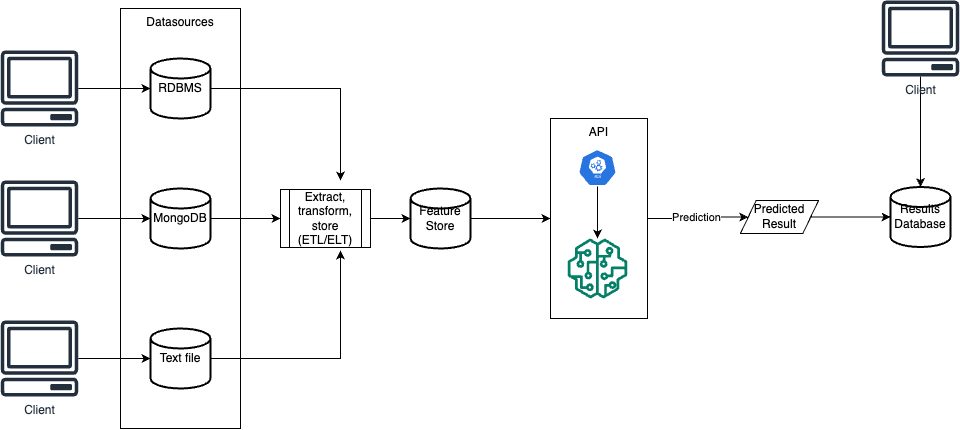 Datasources
RDBMS
Client
Client
API
Extract,
transform,
store
(ETL/ELT)
MongoDB
Feature
Store
Prediction
Predicted
Result
Results
Database
Client
Text file
Client